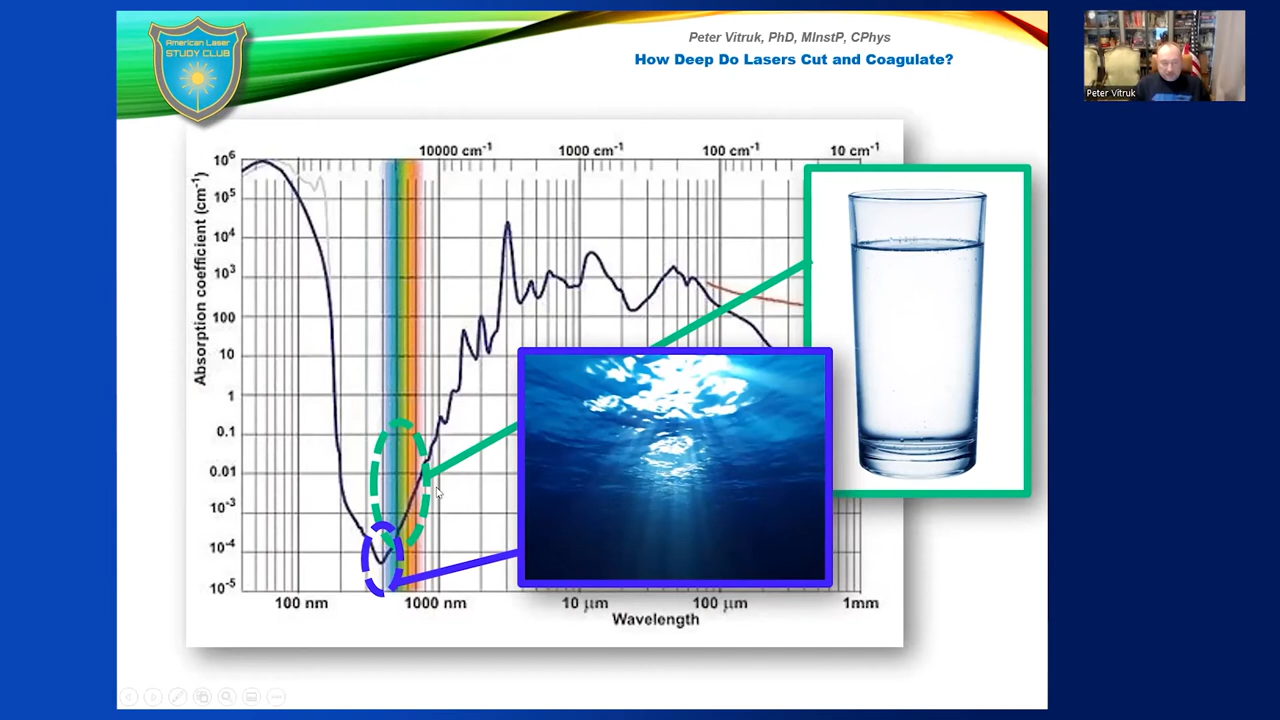 American Laser
STUDY CLUB
Peter Vitruk, PhD, MInstP, CPhys
How Deep Do Lasers Cut and Coagulate?
Peter Vitruk
10000 cm⁻¹ 1000 cm⁻¹ 100 cm⁻¹ 10 cm⁻¹
Absorption coefficient (cm⁻¹)
10⁶
10⁵
10⁴
10³
100
10
1
0.1
0.01
10⁻³
10⁻⁴
10⁻⁵
100 nm 1000 nm 10 μm 100 μm 1mm
Wavelength